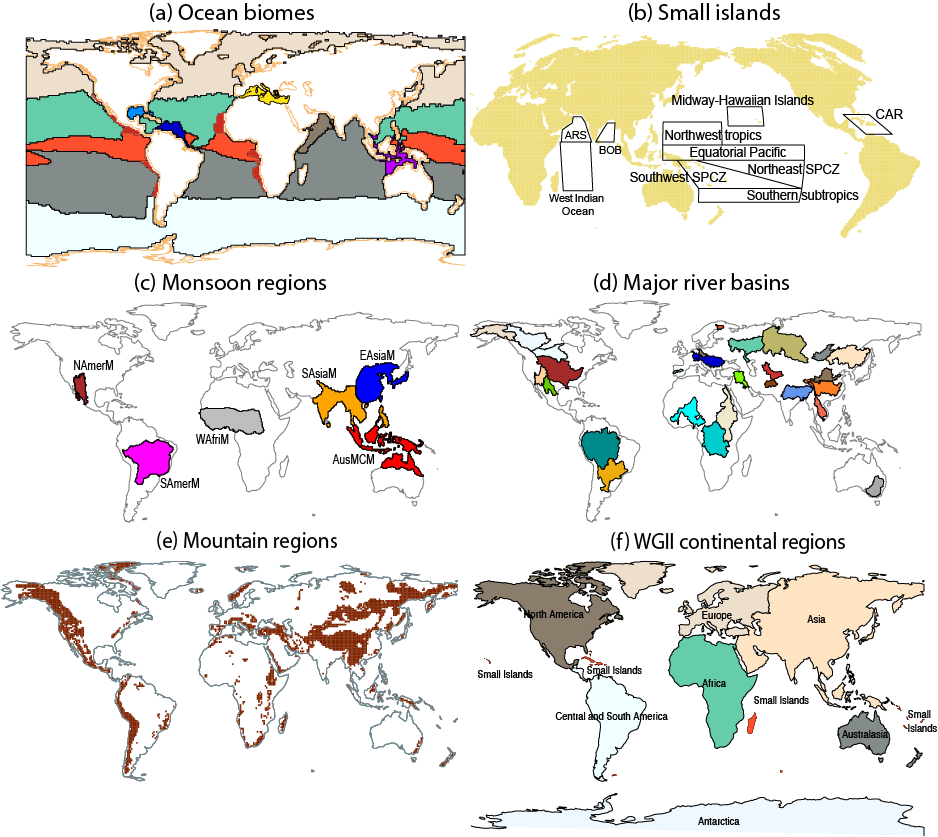 (a) Ocean biomes
(b) Small islands
Midway-Hawaiian Islands
CAR
ARS
BOB
Northwest tropics
Equatorial Pacific
Northeast SPCZ
Southwest SPCZ
Southern subtropics
West Indian
Ocean
(c) Monsoon regions
(d) Major river basins
NAmerM
EAsiaM
SAsiaM
WAfriM
AusMCM
SAmerM
(e) Mountain regions
(f) WGII continental regions
North America
Europe
Asia
Small Islands
Small Islands
Africa
Small Islands
Central and South America
Small
Islands
Australasia
Antarctica